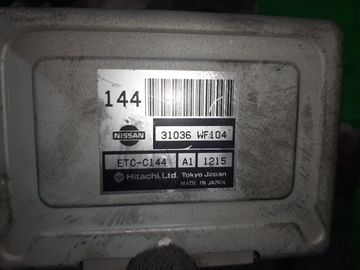 144
NISSAN 31036 WF104
ETC-C144 A1 1215
Hitachi, Ltd. Tokyo Japan
MADE IN JAPAN